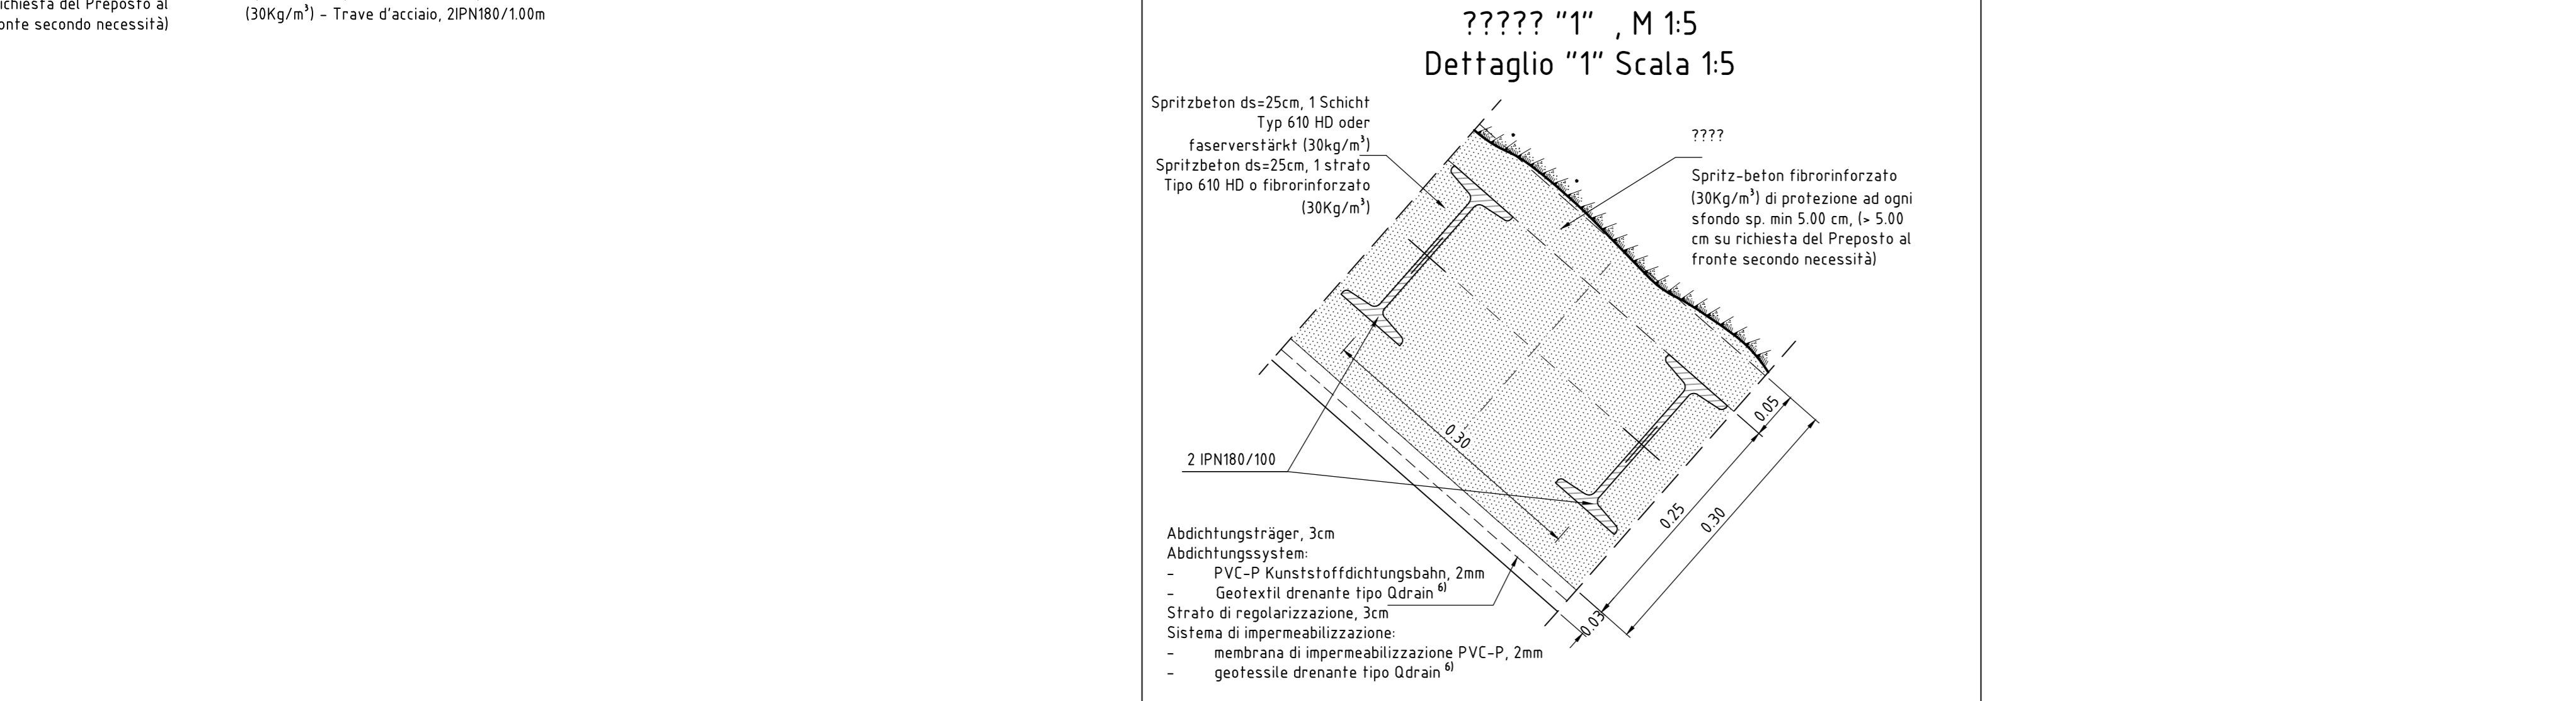 richiesta del Preposto al
fronte secondo necessità)
(30Kg/m³) - Trave d'acciaio, 2IPN180/1.00m
????? "1" , M 1:5
Dettaglio "1" Scala 1:5
Spritzbeton ds=25cm, 1 Schicht
Typ 610 HD oder
faserverstärkt (30kg/m³)
Spritzbeton ds=25cm, 1 strato
Tipo 610 HD o fibrorinforzato
(30Kg/m³)
????
Spritz-beton fibrorinforzato
(30Kg/m³) di protezione ad ogni
sfondo sp. min 5.00 cm, (> 5.00
cm su richiesta del Preposto al
fronte secondo necessità)
0.05
0.30
2 IPN180/100
0.25
0.30
0.03
Abdichtungsträger, 3cm
Abdichtungssystem:
- PVC-P Kunststoffdichtungsbahn, 2mm
- Geotextil drenante tipo Qdrain 6)
Strato di regolarizzazione, 3cm
Sistema di impermeabilizzazione:
- membrana di impermeabilizzazione PVC-P, 2mm
- geotessile drenante tipo Qdrain 6)